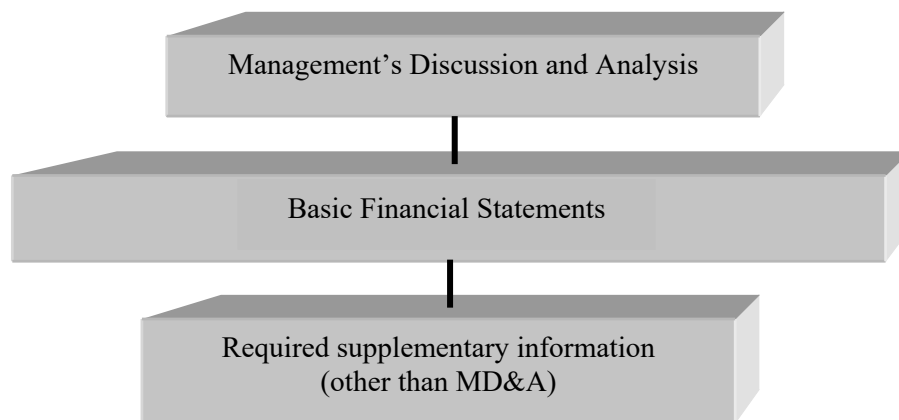 Management’s Discussion and Analysis
Basic Financial Statements
Required supplementary information
(other than MD&A)